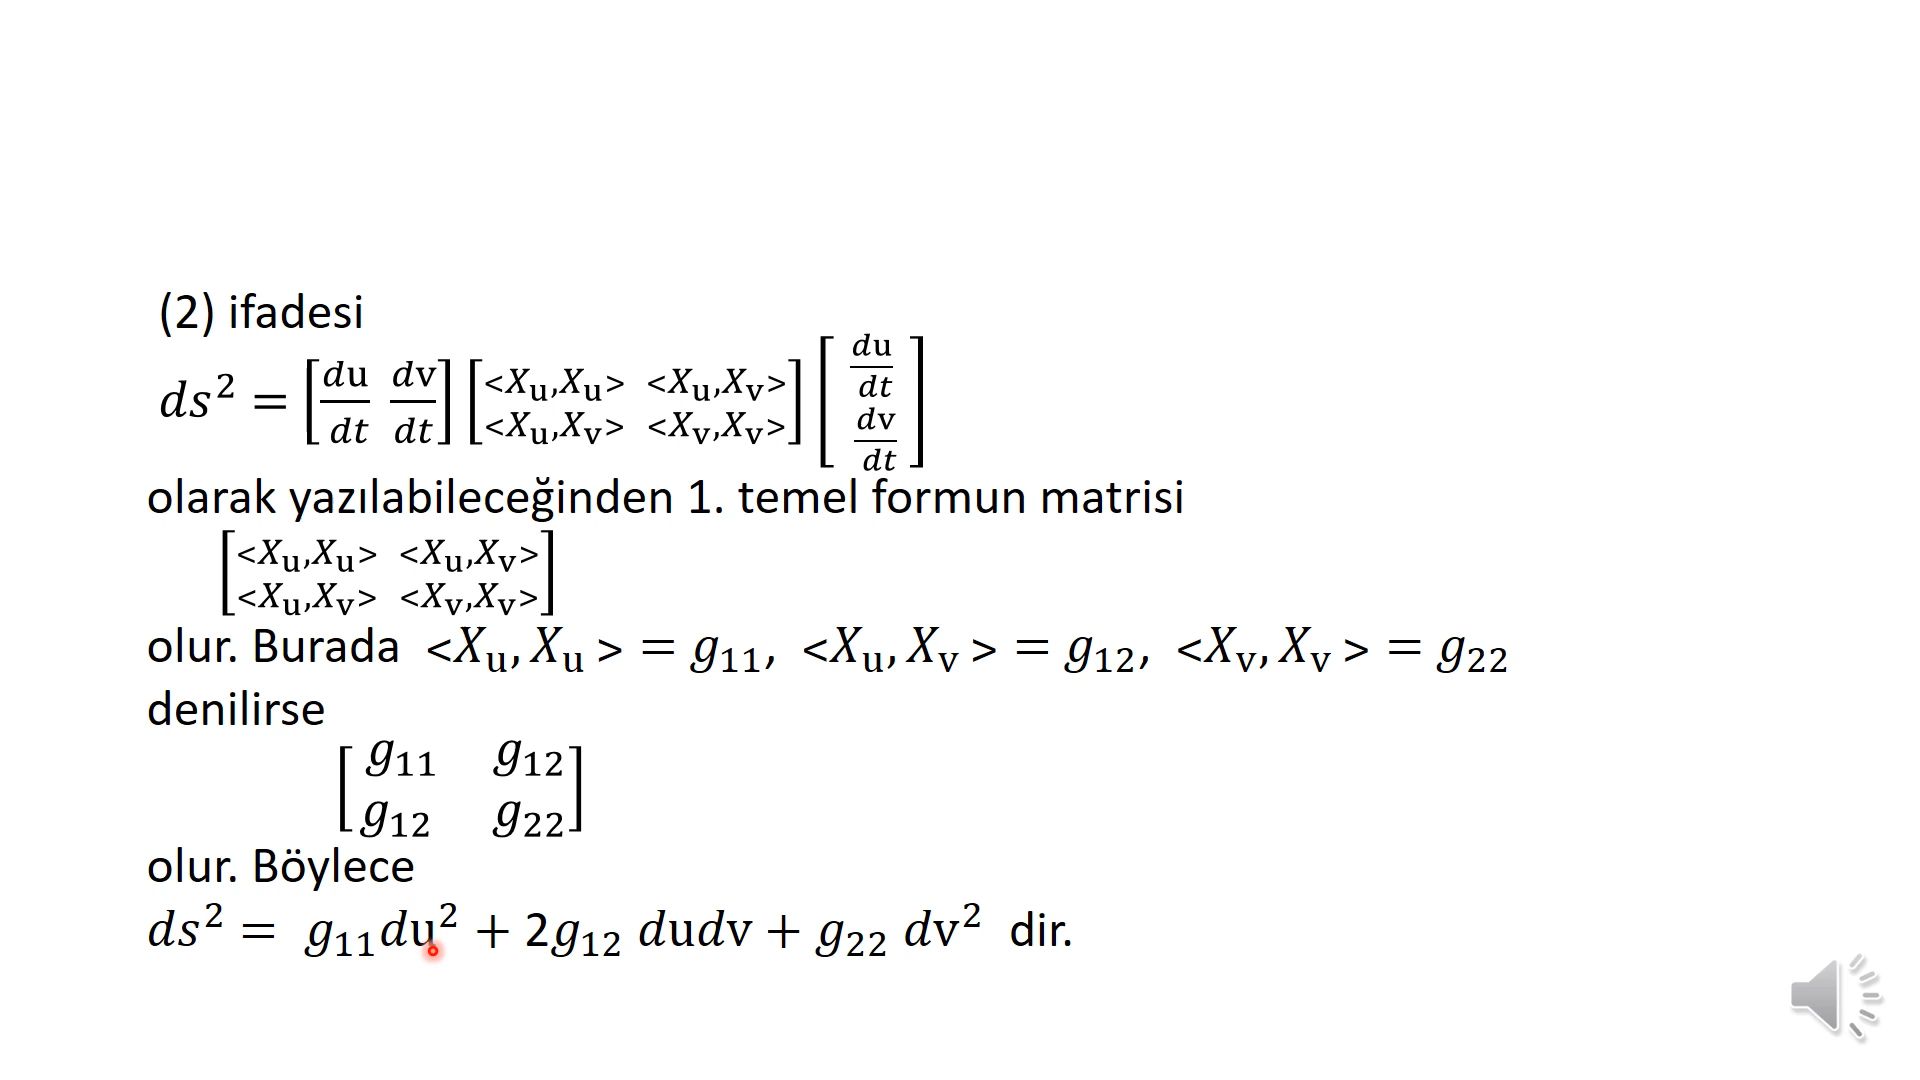 (2) ifadesi
ds² = [du/dt dv/dt] [<Xᵤ,Xᵤ> <Xᵤ,Xᵥ> ; <Xᵤ,Xᵥ> <Xᵥ,Xᵥ>] [du/dt ; dv/dt]
olarak yazılabileceğinden 1. temel formun matrisi
[<Xᵤ,Xᵤ> <Xᵤ,Xᵥ>
<Xᵤ,Xᵥ> <Xᵥ,Xᵥ>]
olur. Burada <Xᵤ, Xᵤ > = g₁₁, <Xᵤ, Xᵥ > = g₁₂, <Xᵥ, Xᵥ > = g₂₂
denilirse
[g₁₁ g₁₂
g₁₂ g₂₂]
olur. Böylece
ds² = g₁₁du² + 2g₁₂ dudv + g₂₂ dv² dir.